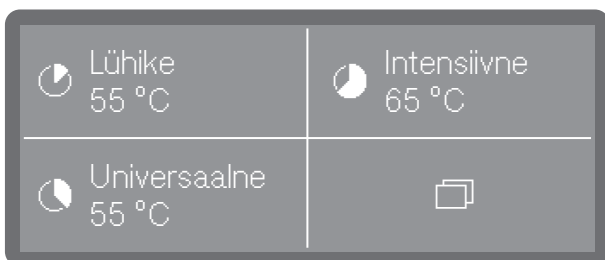 Lühike
55 °C
Intensiivne
65 °C
Universaalne
55 °C